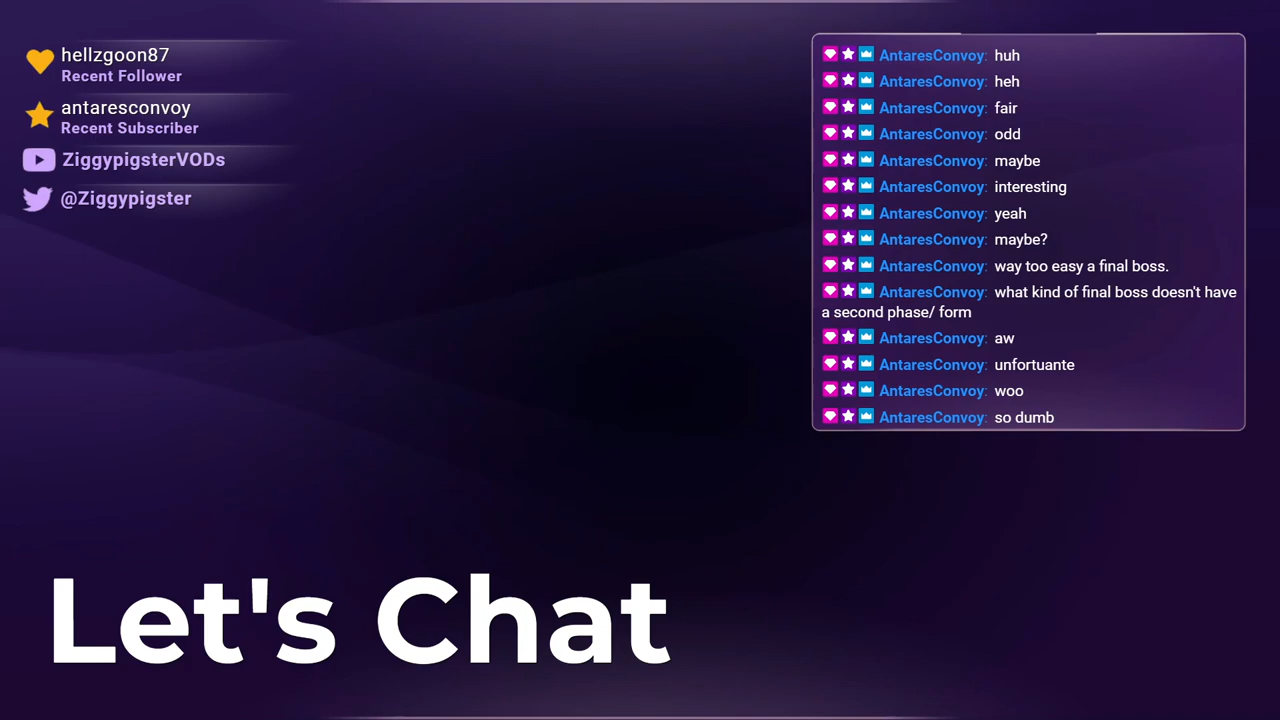 hellzgoon87
Recent Follower
antaresconvoy
Recent Subscriber
ZiggypigsterVODs
@Ziggypigster
AntaresConvoy: huh
AntaresConvoy: heh
AntaresConvoy: fair
AntaresConvoy: odd
AntaresConvoy: maybe
AntaresConvoy: interesting
AntaresConvoy: yeah
AntaresConvoy: maybe?
AntaresConvoy: way too easy a final boss.
AntaresConvoy: what kind of final boss doesn't have
a second phase/ form
AntaresConvoy: aw
AntaresConvoy: unfortuante
AntaresConvoy: woo
AntaresConvoy: so dumb
Let's Chat